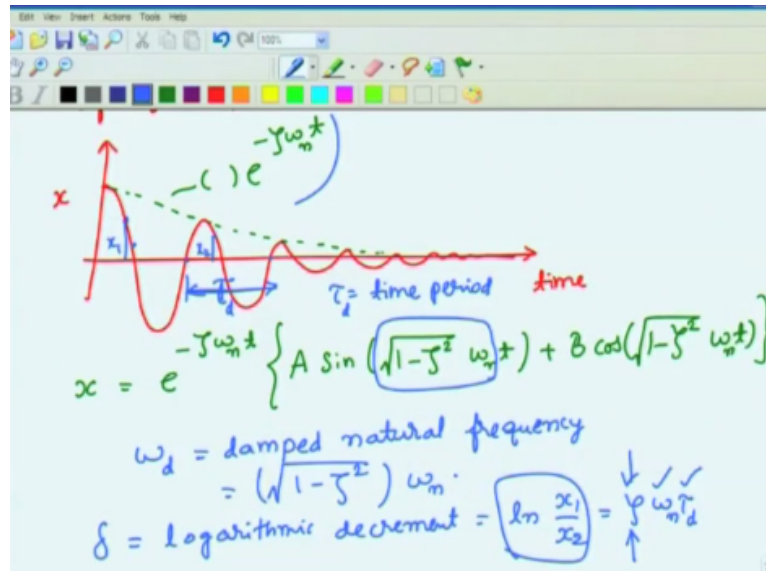 Edit View Insert Actions Tools Help
100%
B I
−( ) e^{-ζω_n t}
x
x₁
x₂
τ_d
τ_d = time period
time
x = e^{-ζω_n t} { A sin (√(1-ζ²) ω_n t) + B cos(√(1-ζ²) ω_n t) }
ω_d = damped natural frequency
= (√(1-ζ²)) ω_n .
δ = logarithmic decrement = ln x₁/x₂ = ζ ω_n τ_d